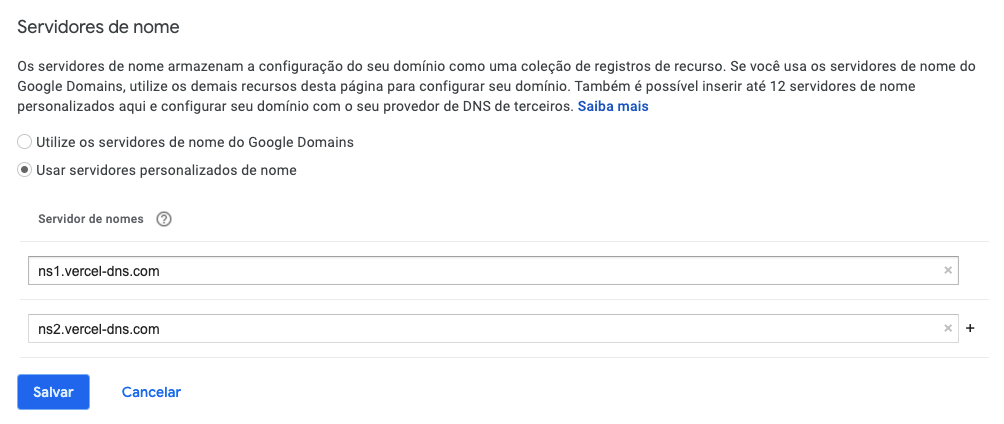 Servidores de nome
Os servidores de nome armazenam a configuração do seu domínio como uma coleção de registros de recurso. Se você usa os servidores de nome do
Google Domains, utilize os demais recursos desta página para configurar seu domínio. Também é possível inserir até 12 servidores de nome
personalizados aqui e configurar seu domínio com o seu provedor de DNS de terceiros. Saiba mais
Utilize os servidores de nome do Google Domains
Usar servidores personalizados de nome
Servidor de nomes ?
ns1.vercel-dns.com ×
ns2.vercel-dns.com × +
Salvar Cancelar